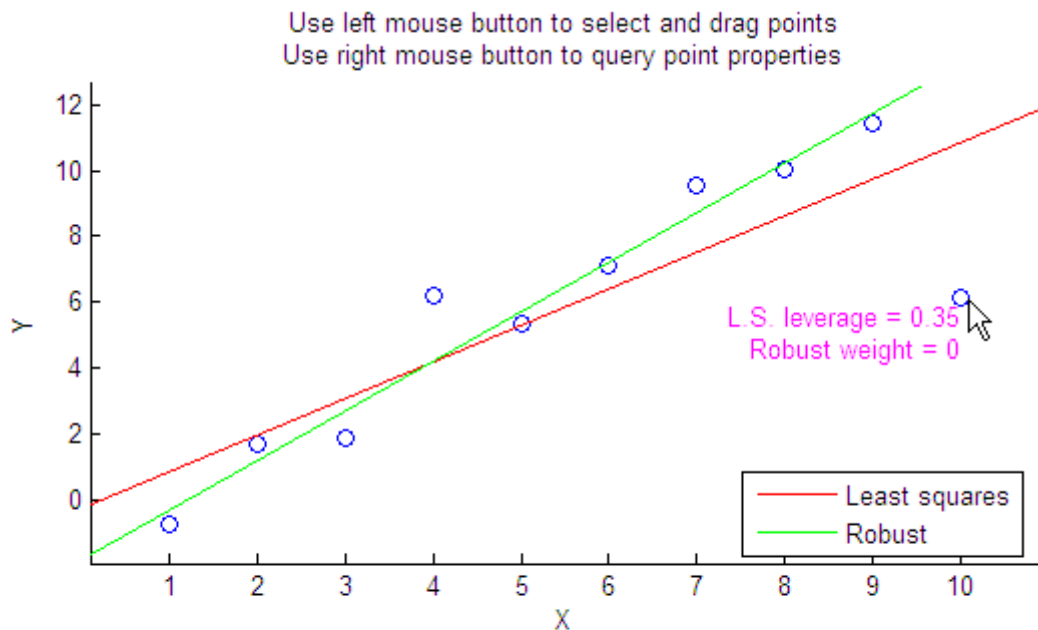 Use left mouse button to select and drag points
Use right mouse button to query point properties
12
10
8
6
4
2
0
Y
L.S. leverage = 0.35
Robust weight = 0
Least squares
Robust
1 2 3 4 5 6 7 8 9 10
X